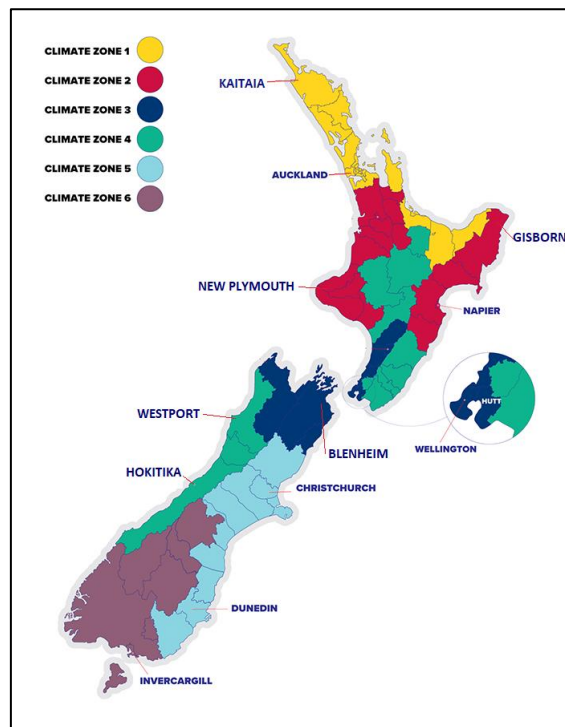 CLIMATE ZONE 1
CLIMATE ZONE 2
CLIMATE ZONE 3
CLIMATE ZONE 4
CLIMATE ZONE 5
CLIMATE ZONE 6
KAITAIA
AUCKLAND
GISBORN
NEW PLYMOUTH
NAPIER
HUTT
WELLINGTON
WESTPORT
BLENHEIM
HOKITIKA
CHRISTCHURCH
DUNEDIN
INVERCARGILL